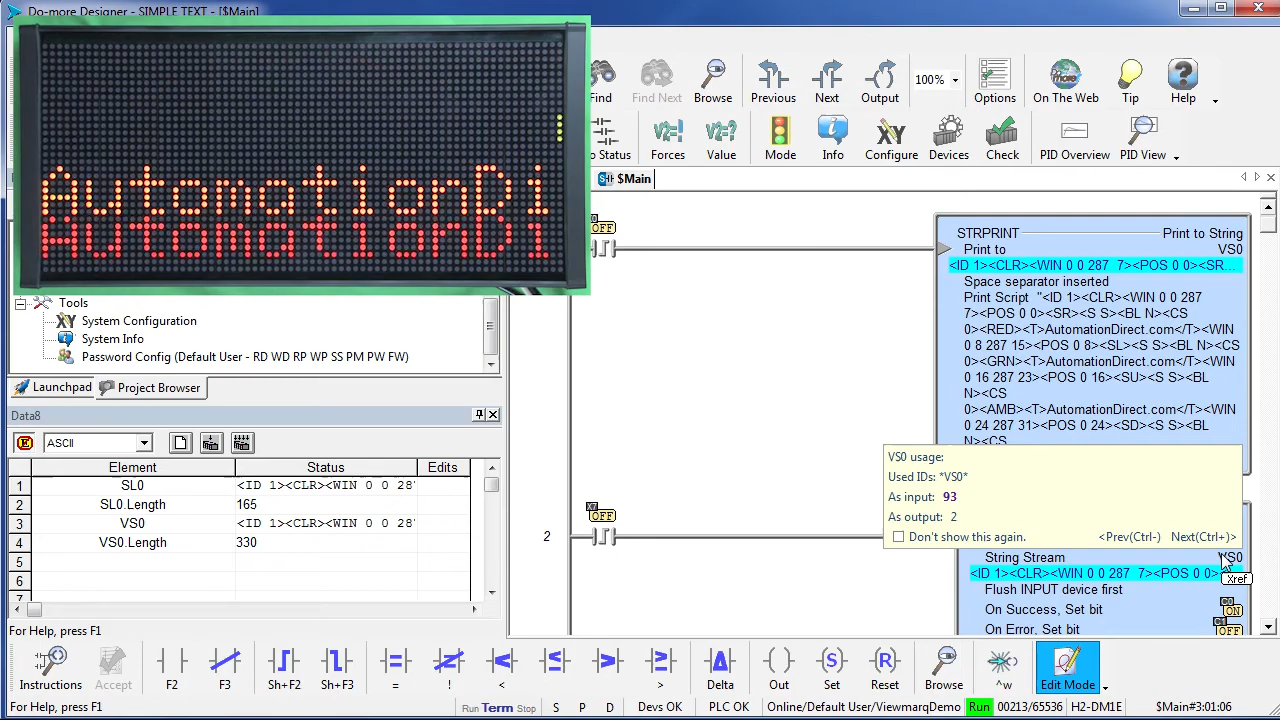 Do-more Designer - SIMPLE TEXT - [$Main]
AutomationDi
AutomationDi
Find
Find Next
Browse
Previous
Next
Output
100%
Options
On The Web
Tip
Help
Status
Forces
Value
Mode
Info
Configure
Devices
Check
PID Overview
PID View
$Main
OFF
STRPRINT Print to String
Print to VS0
<ID 1><CLR><WIN 0 0 287  7><POS 0 0><SR...
Space separator inserted
Print Script "<ID 1><CLR><WIN 0 0 287
7><POS 0 0><SR><S S><BL N><CS
0><RED><T>AutomationDirect.com</T><WIN
0 8 287 15><POS 0 8><SL><S S><BL N><CS
0><GRN><T>AutomationDirect.com</T><WIN
0 16 287 23><POS 0 16><SU><S S><BL
N><CS
0><AMB><T>AutomationDirect.com</T><WIN
0 24 287 31><POS 0 24><SD><S S><BL
N><CS
Tools
System Configuration
System Info
Password Config (Default User - RD WD RP WP SS PM PW FW)
Launchpad
Project Browser
Data8
ASCII
Element Status Edits
1 SL0 <ID 1><CLR><WIN 0 0 28
2 SL0.Length 165
3 VS0 <ID 1><CLR><WIN 0 0 28
4 VS0.Length 330
5
6
7
For Help, press F1
VS0 usage:
Used IDs: *VS0*
As input: 93
As output: 2
Don't show this again.
<Prev(Ctrl-)
Next(Ctrl+)>
X7
OFF
2
String Stream VS0
<ID 1><CLR><WIN 0 0 287  7><POS 0 0>
Xref
Flush INPUT device first
On Success, Set bit
C0
ON
On Error, Set bit
C1
OFF
Instructions
Accept
F2
F3
Sh+F2
Sh+F3
=
!
<
≤
>
≥
Delta
Out
Set
Reset
Browse
^w
Edit Mode
For Help, press F1
Run Term Stop
S P D
Devs OK
PLC OK
Online/Default User/ViewmarqDemo
Run
00213/65536
H2-DM1E
$Main#3:01:06